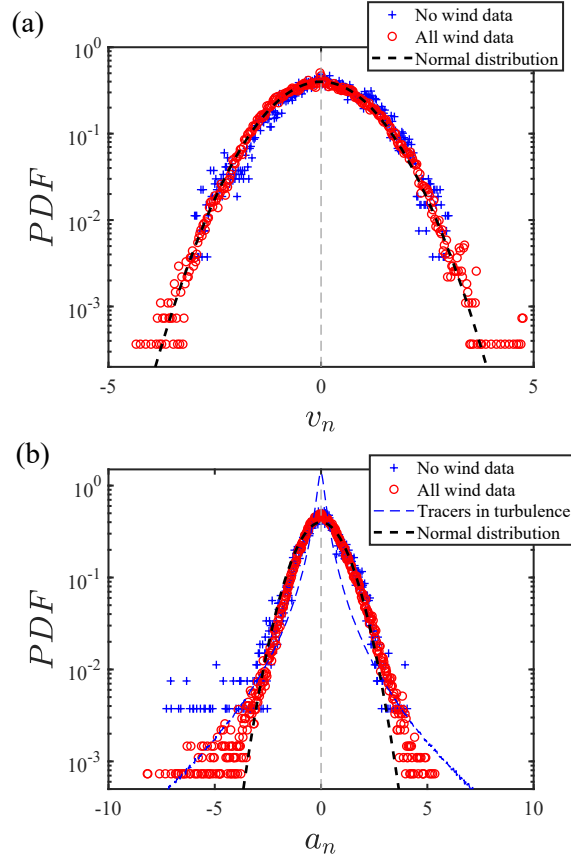 (a)
No wind data
All wind data
Normal distribution
10^0
10^-1
10^-2
10^-3
PDF
-5 0 5
v_n
(b)
No wind data
All wind data
Tracers in turbulence
Normal distribution
10^0
10^-1
10^-2
10^-3
PDF
-10 -5 0 5 10
a_n